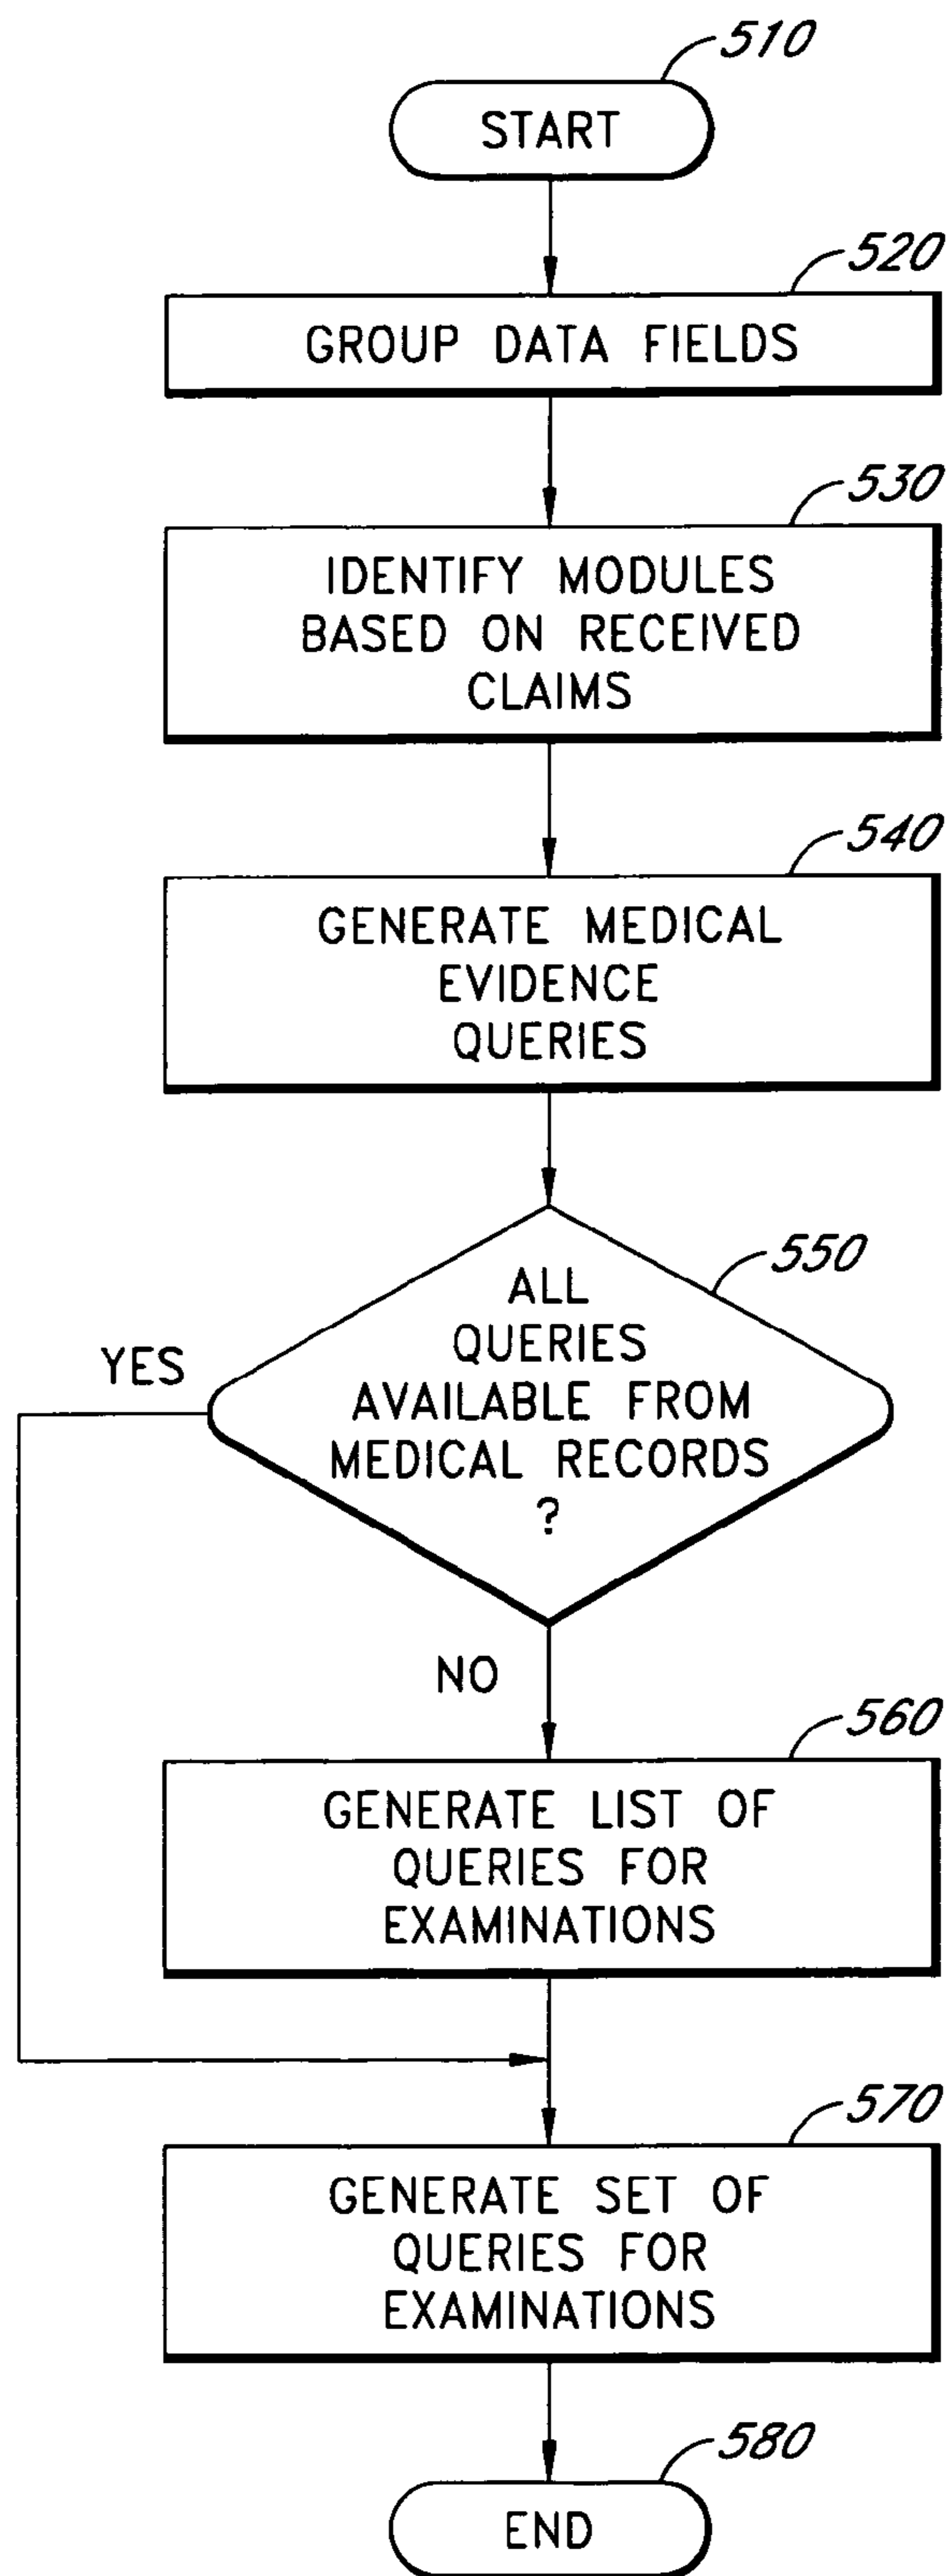 510
START
520
GROUP DATA FIELDS
530
IDENTIFY MODULES
BASED ON RECEIVED
CLAIMS
540
GENERATE MEDICAL
EVIDENCE
QUERIES
550
ALL
QUERIES
AVAILABLE FROM
MEDICAL RECORDS
?
YES
NO
560
GENERATE LIST OF
QUERIES FOR
EXAMINATIONS
570
GENERATE SET OF
QUERIES FOR
EXAMINATIONS
580
END